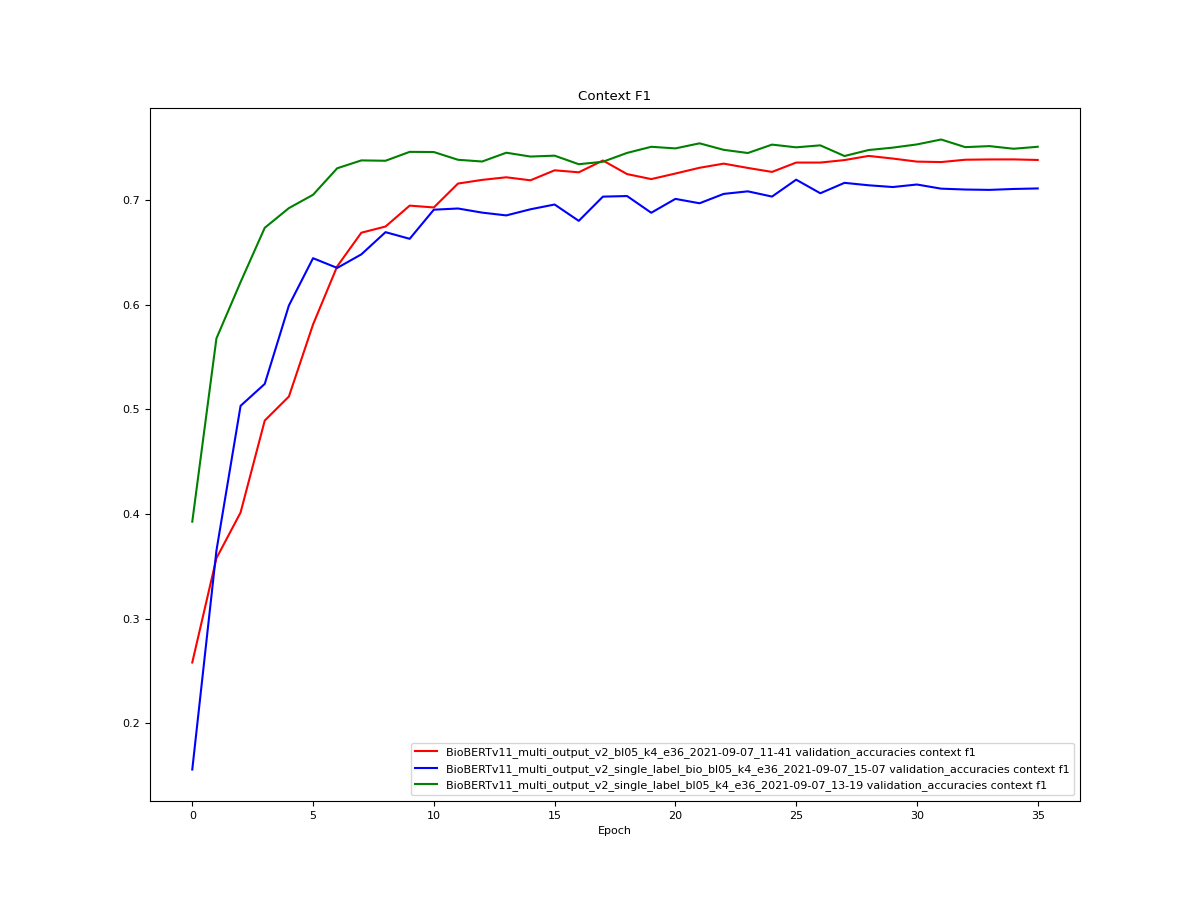 Context F1
0.7
0.6
0.5
0.4
0.3
0.2
BioBERTv11_multi_output_v2_bl05_k4_e36_2021-09-07_11-41 validation_accuracies context f1
BioBERTv11_multi_output_v2_single_label_bio_bl05_k4_e36_2021-09-07_15-07 validation_accuracies context f1
BioBERTv11_multi_output_v2_single_label_bl05_k4_e36_2021-09-07_13-19 validation_accuracies context f1
0 5 10 15 20 25 30 35
Epoch